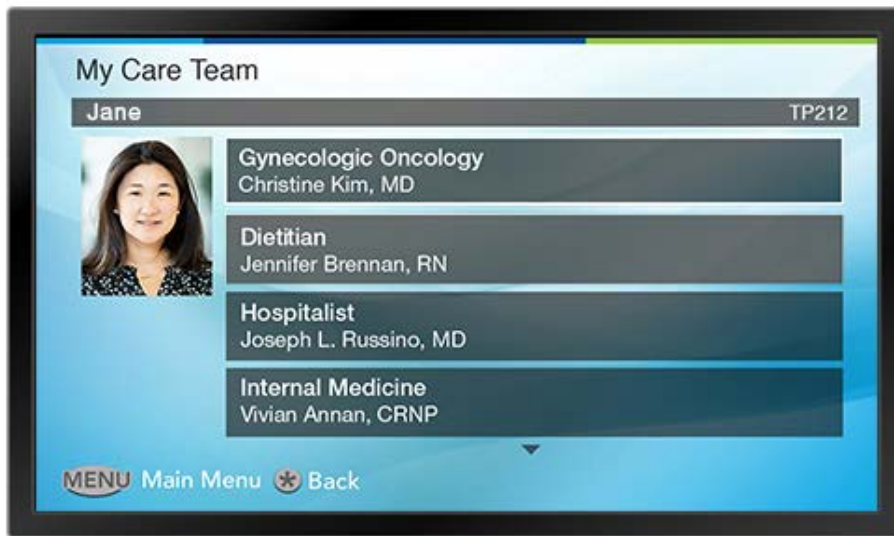 My Care Team
Jane TP212
Gynecologic Oncology
Christine Kim, MD
Dietitian
Jennifer Brennan, RN
Hospitalist
Joseph L. Russino, MD
Internal Medicine
Vivian Annan, CRNP
MENU Main Menu * Back